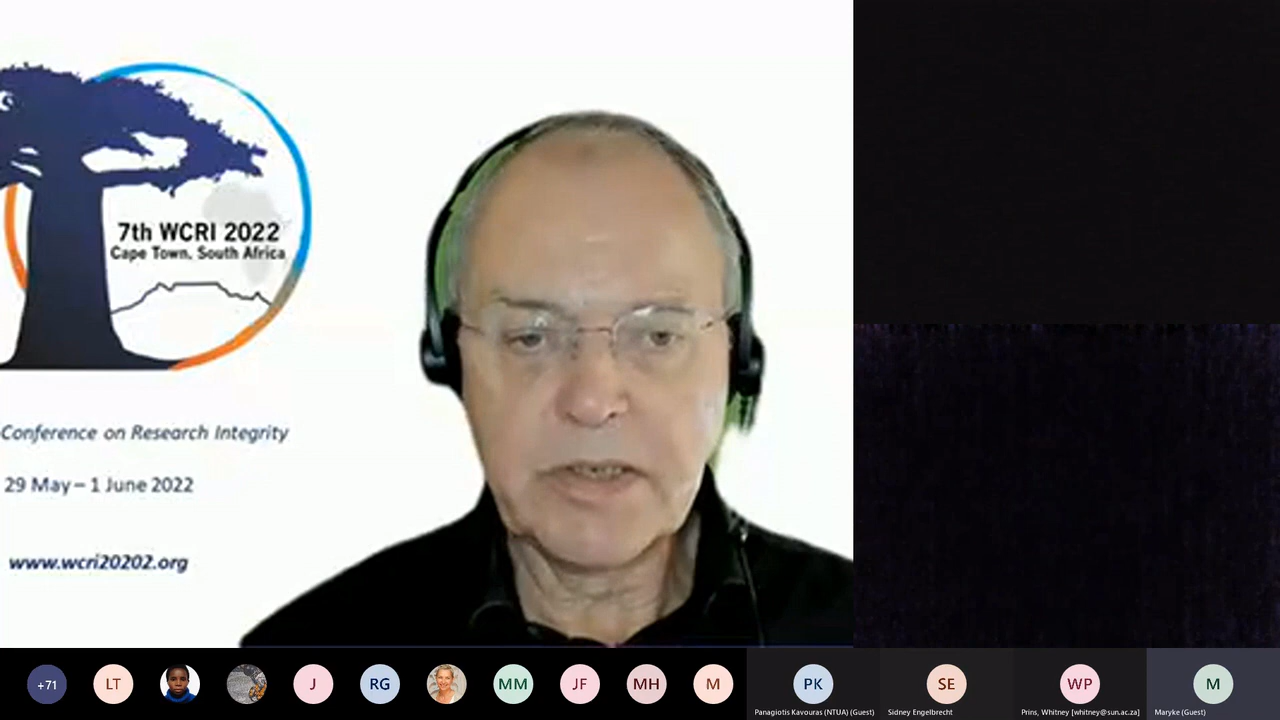 7th WCRI 2022
Cape Town, South Africa
Conference on Research Integrity
29 May – 1 June 2022
www.wcri20202.org
+71
LT
J
RG
MM
JF
MH
M
PK
SE
WP
M
Panagiotis Kavouras (NTUA) (Guest)
Sidney Engelbrecht
Prins, Whitney [whitney@sun.ac.za]
Maryke (Guest)